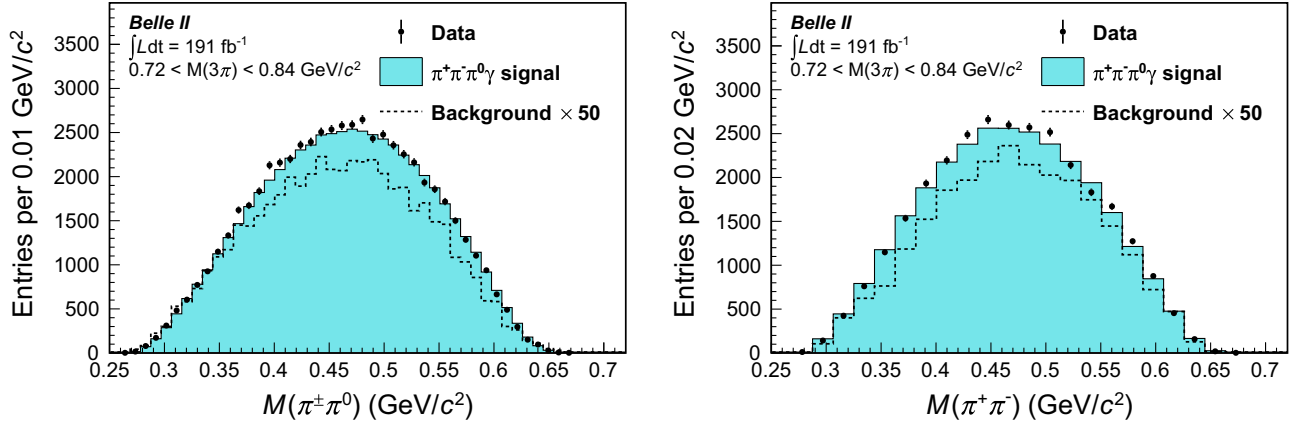 Belle II
∫Ldt = 191 fb⁻¹
0.72 < M(3π) < 0.84 GeV/c²
Data
π⁺π⁻π⁰γ signal
Background × 50
Entries per 0.01 GeV/c²
3500
3000
2500
2000
1500
1000
500
0
0.25 0.3 0.35 0.4 0.45 0.5 0.55 0.6 0.65 0.7
M(π±π⁰) (GeV/c²)
Belle II
∫Ldt = 191 fb⁻¹
0.72 < M(3π) < 0.84 GeV/c²
Data
π⁺π⁻π⁰γ signal
Background × 50
Entries per 0.02 GeV/c²
3500
3000
2500
2000
1500
1000
500
0
0.25 0.3 0.35 0.4 0.45 0.5 0.55 0.6 0.65 0.7
M(π⁺π⁻) (GeV/c²)